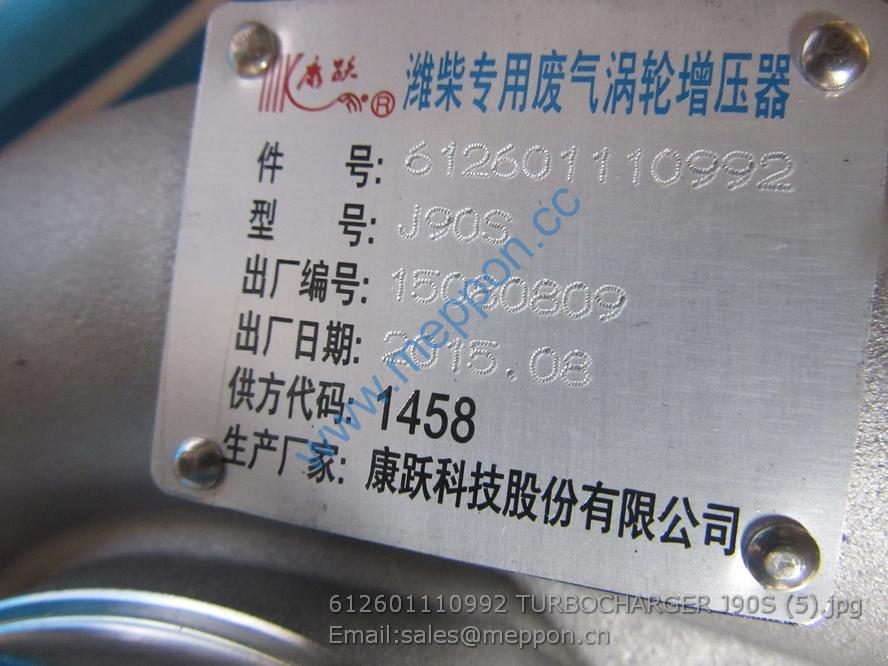 MK康跃® 潍柴专用废气涡轮增压器
件 号: 612601110992
型 号: J90S
出厂编号: 15080809
出厂日期: 2015.08
供方代码: 1458
生产厂家: 康跃科技股份有限公司
www.meppon.cc
612601110992 TURBOCHARGER J90S (5).jpg
Email:sales@meppon.cn